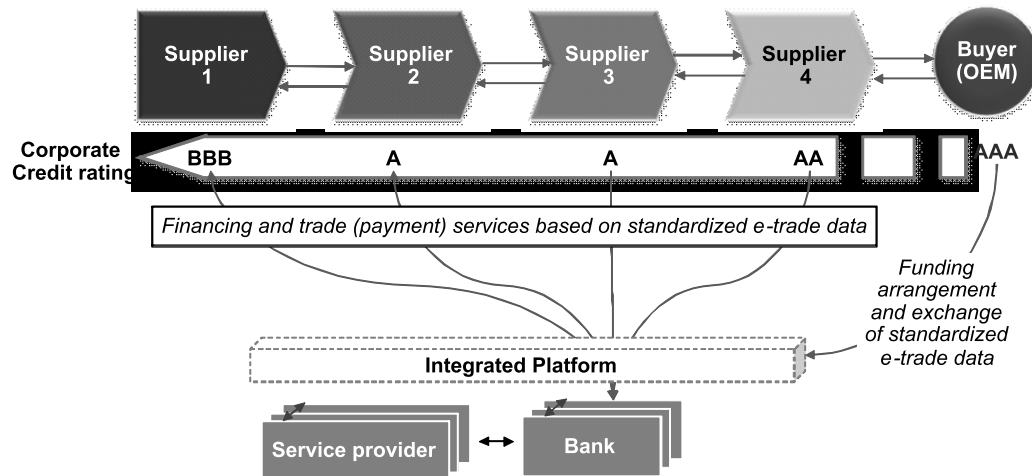 Supplier
1
Supplier
2
Supplier
3
Supplier
4
Buyer
(OEM)
Corporate
Credit rating
BBB
A
A
AA
AAA
Financing and trade (payment) services based on standardized e-trade data
Funding
arrangement
and exchange
of standardized
e-trade data
Integrated Platform
Service provider
Bank